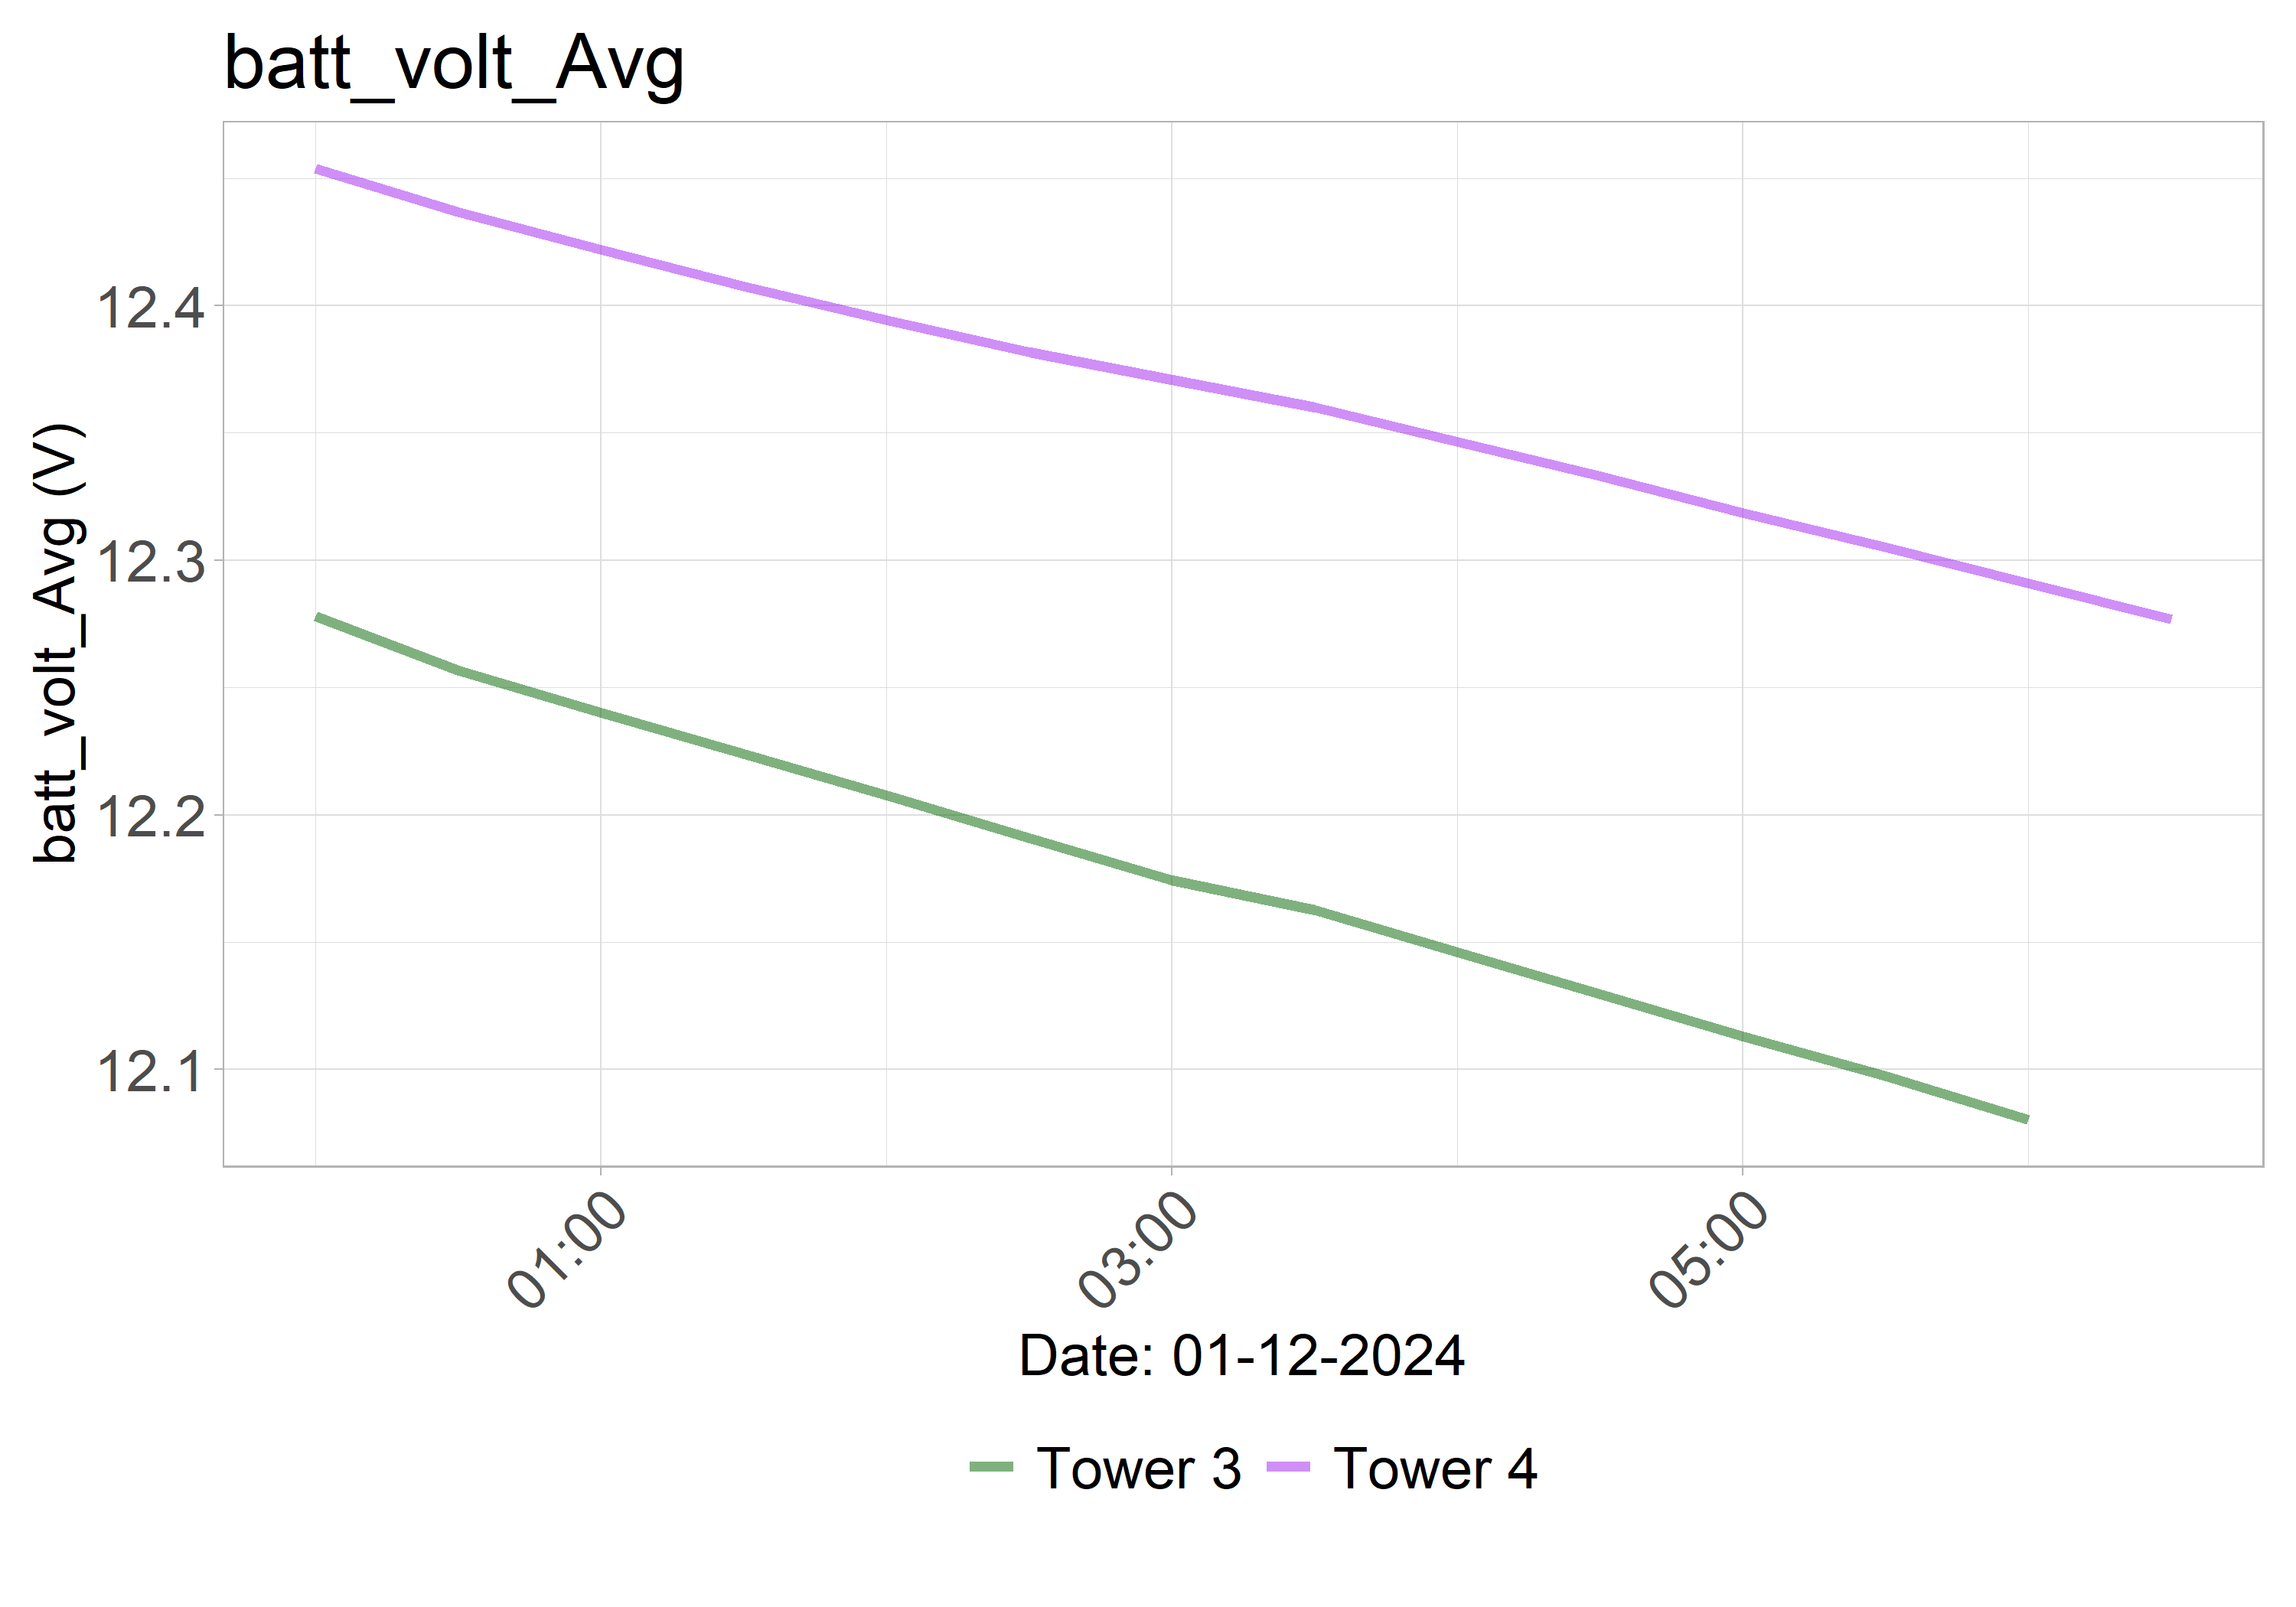 batt_volt_Avg
batt_volt_Avg (V)
12.4
12.3
12.2
12.1
01:00
03:00
05:00
Date: 01-12-2024
Tower 3
Tower 4